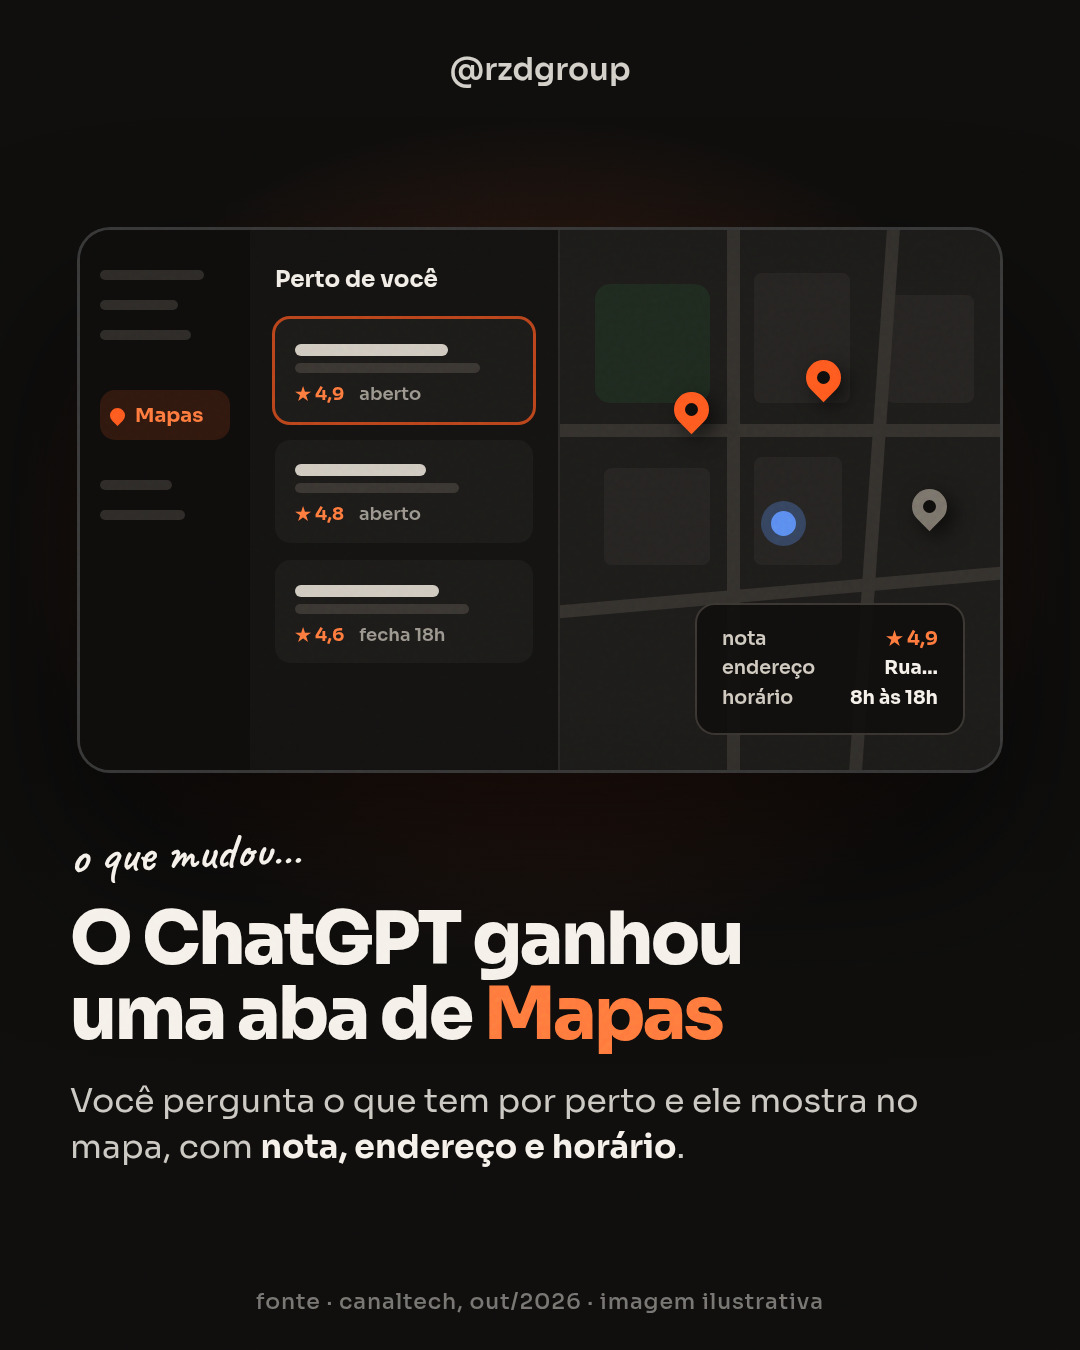 @rzdgroup
Perto de você
★ 4,9 aberto
Mapas
★ 4,8 aberto
★ 4,6 fecha 18h
nota ★ 4,9
endereço Rua...
horário 8h às 18h
o que mudou...
O ChatGPT ganhou
uma aba de Mapas
Você pergunta o que tem por perto e ele mostra no
mapa, com nota, endereço e horário.
fonte · canaltech, out/2026 · imagem ilustrativa